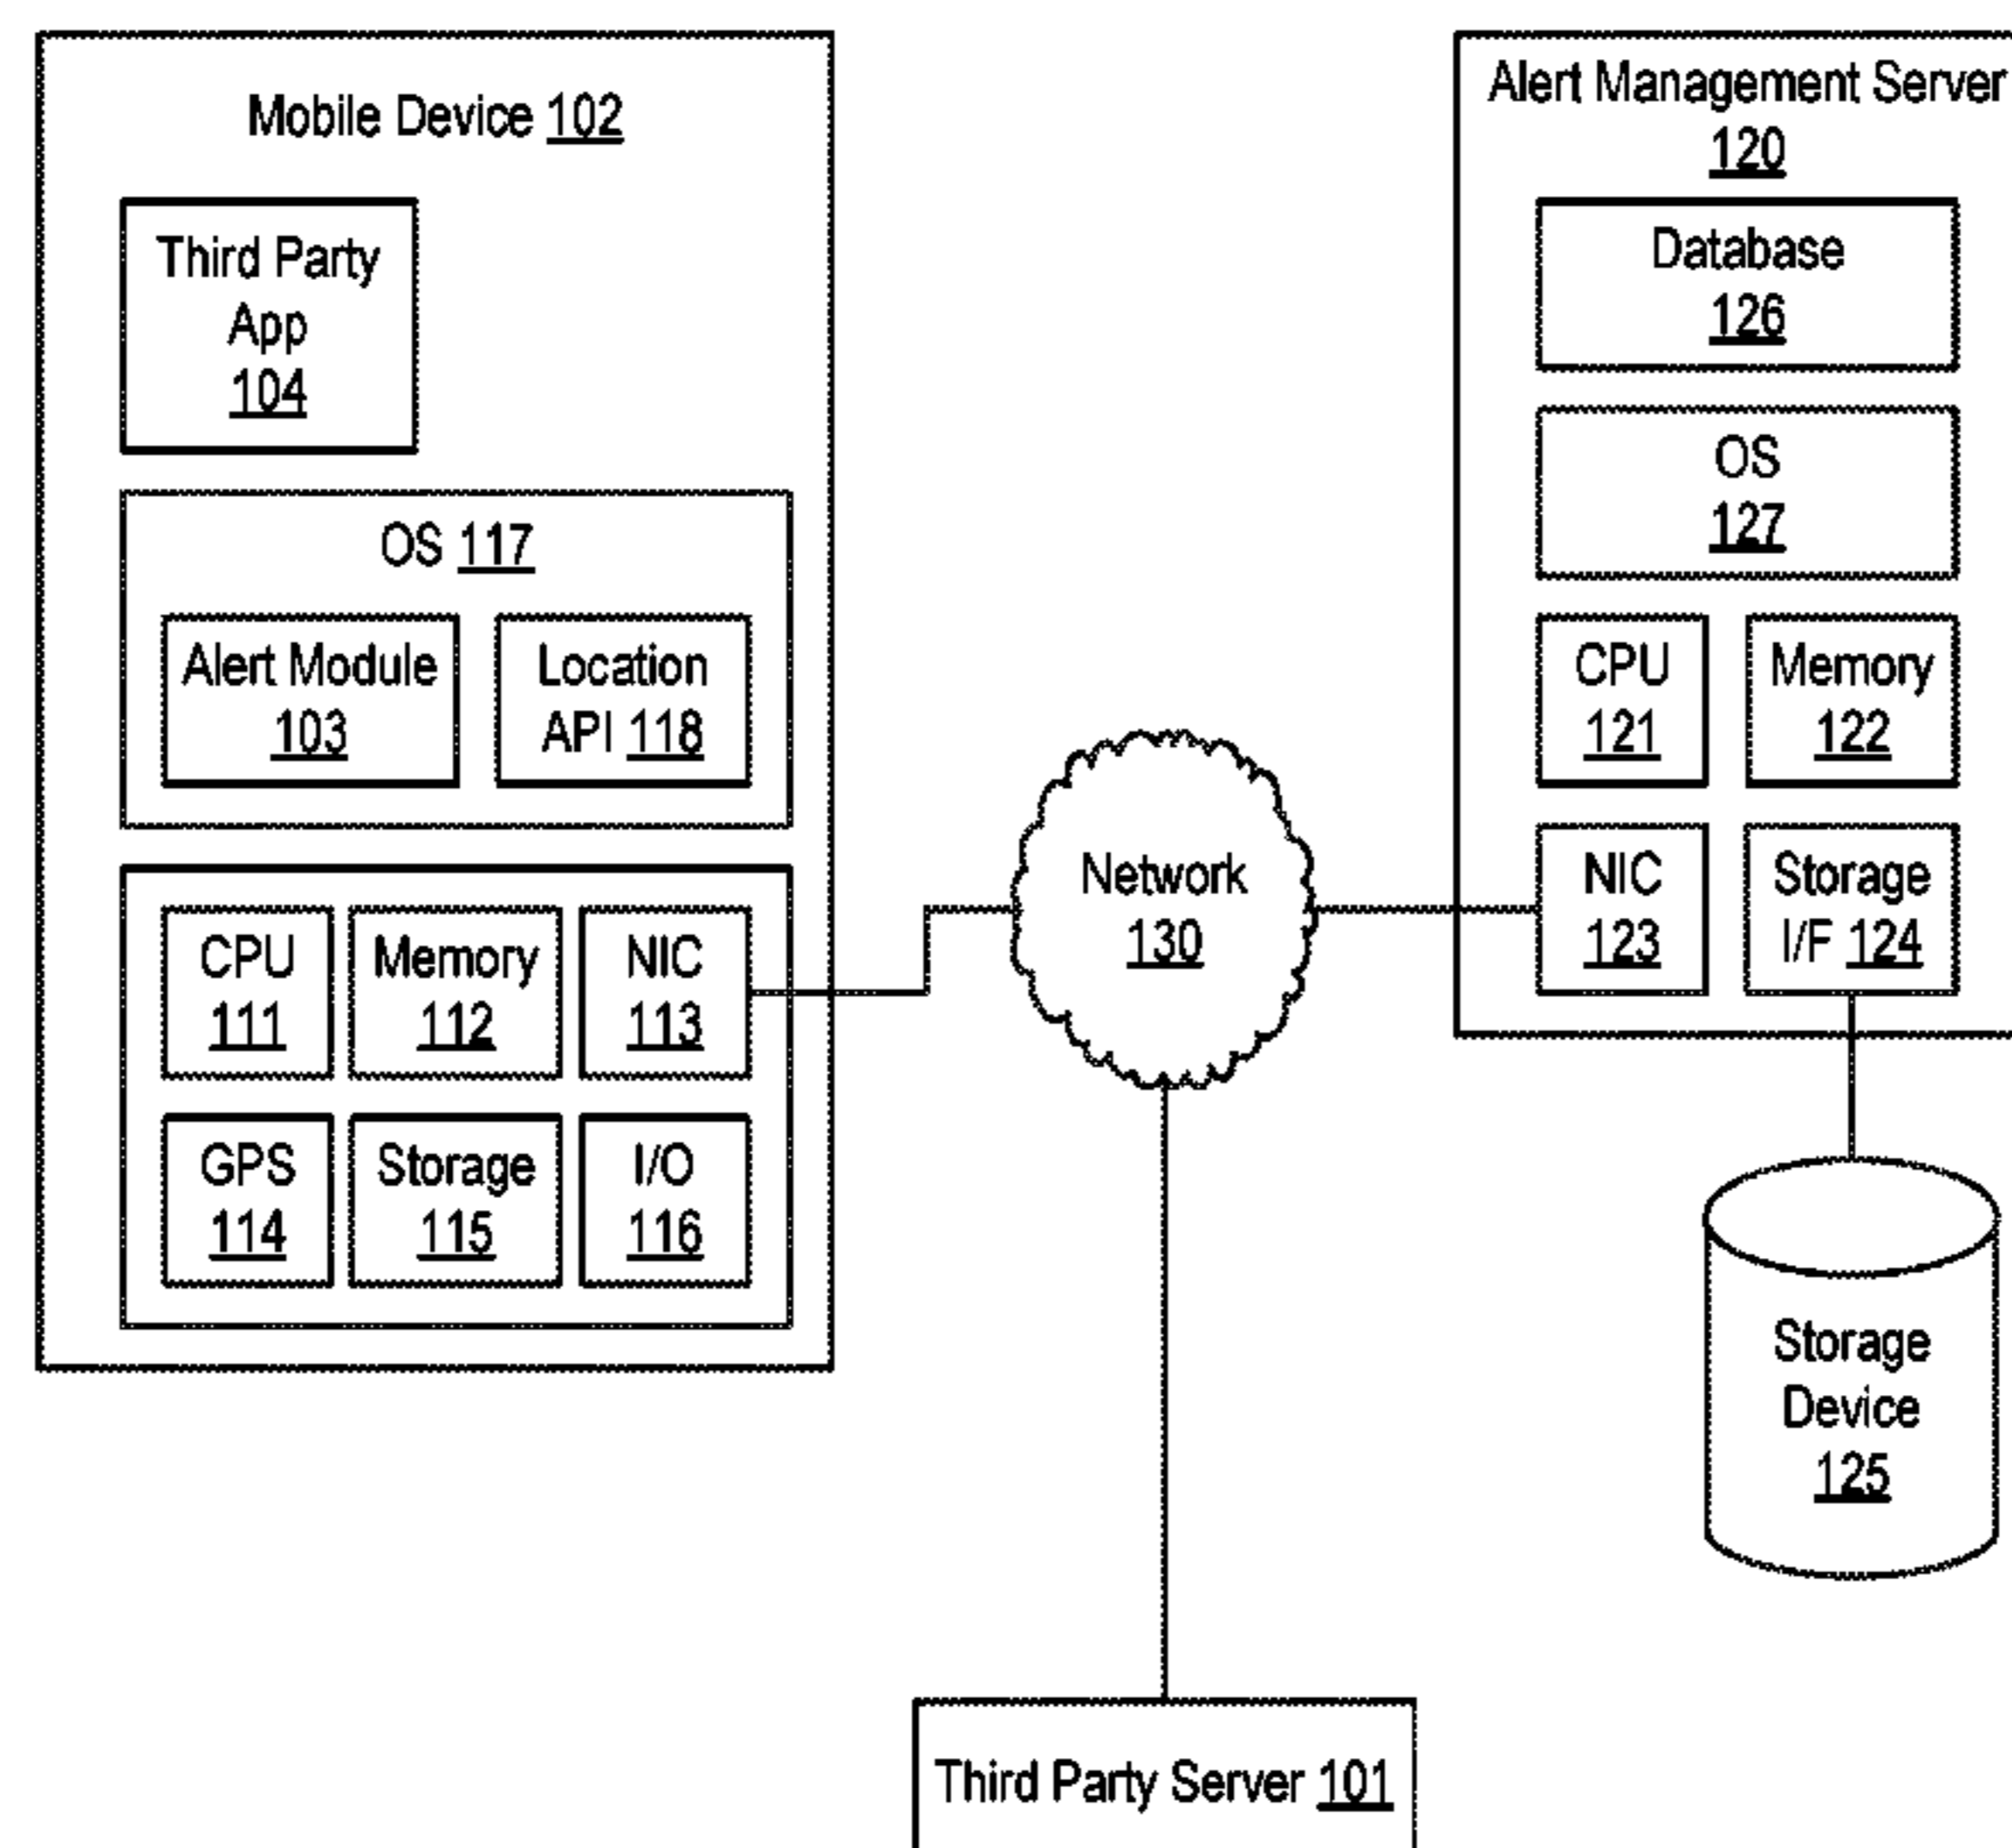 Mobile Device 102
Third Party
App
104
OS 117
Alert Module
103
Location
API 118
CPU
111
Memory
112
NIC
113
GPS
114
Storage
115
I/O
116
Network
130
Alert Management Server
120
Database
126
OS
127
CPU
121
Memory
122
NIC
123
Storage
I/F 124
Storage
Device
125
Third Party Server 101